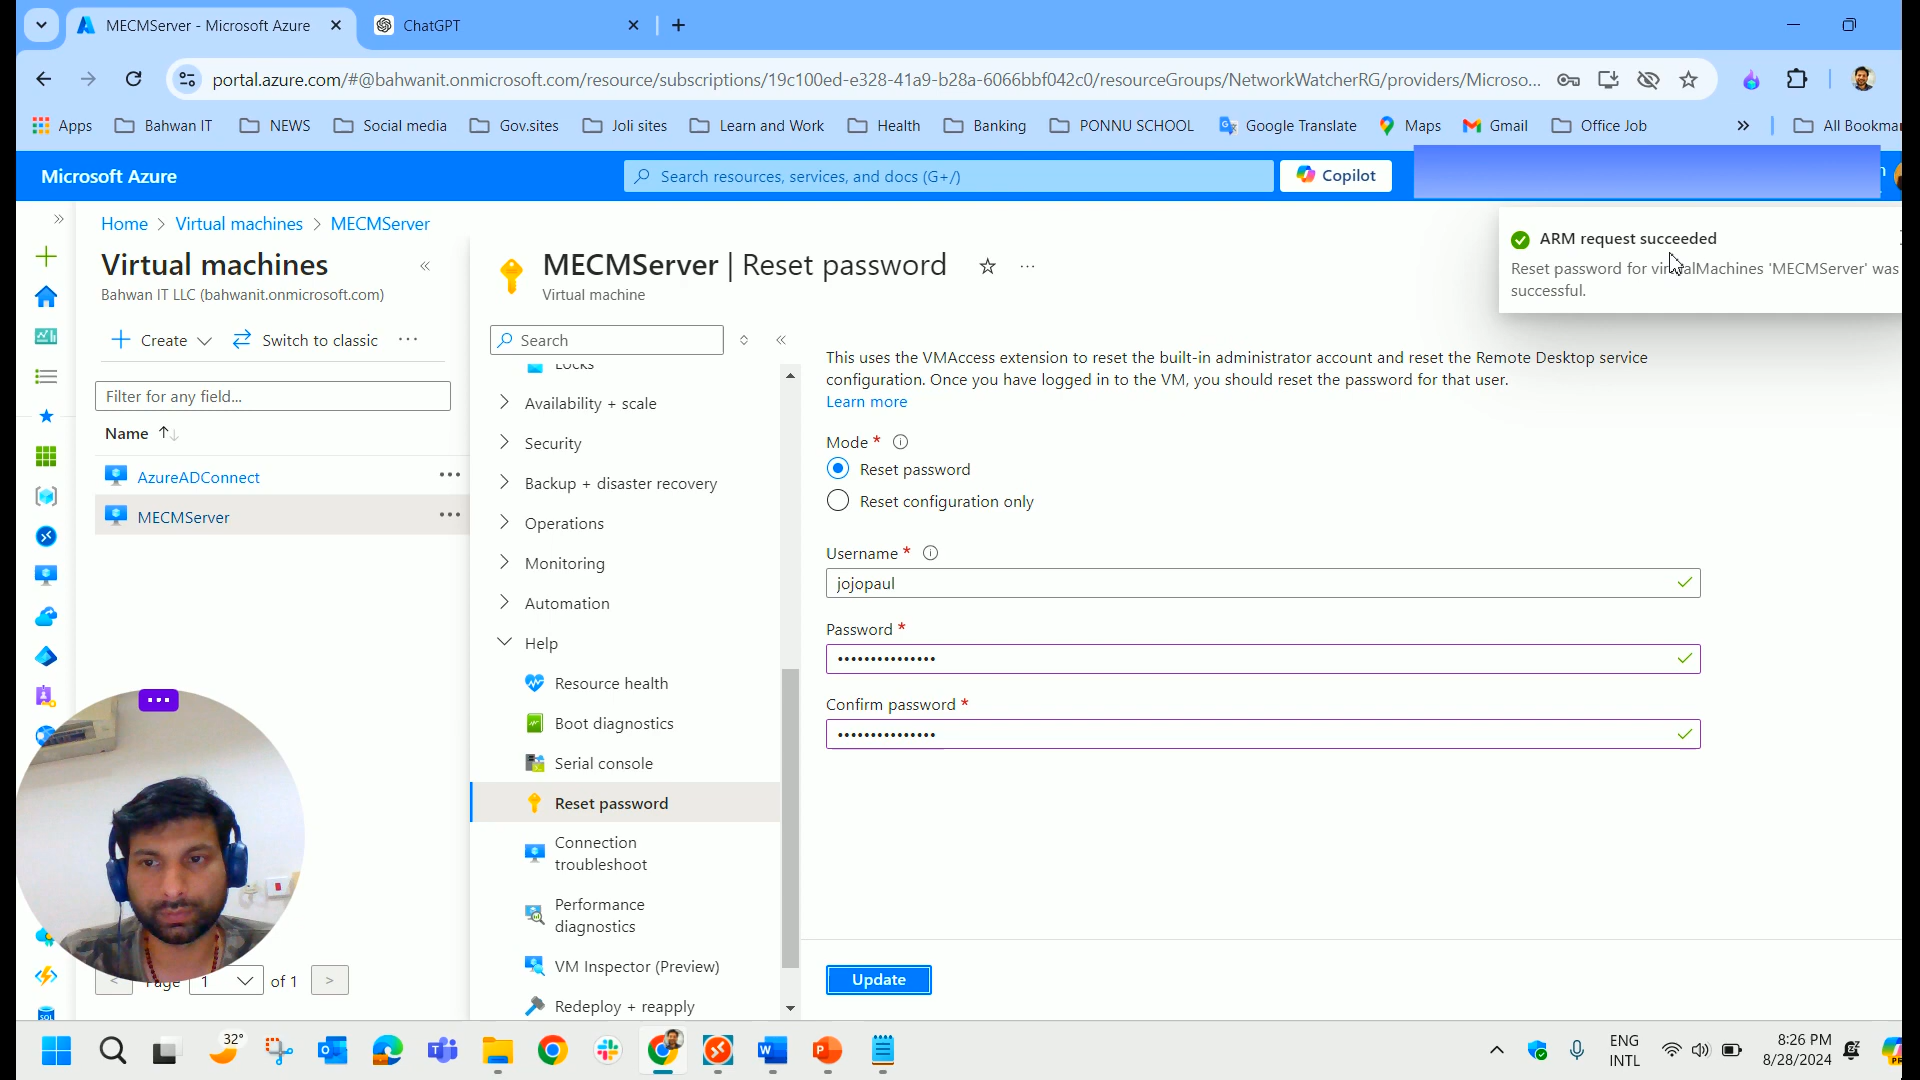 MECMServer - Microsoft Azure
ChatGPT
portal.azure.com/#@bahwanit.onmicrosoft.com/resource/subscriptions/19c100ed-e328-41a9-b28a-6066bbf042c0/resourceGroups/NetworkWatcherRG/providers/Microso...
Apps
Bahwan IT
NEWS
Social media
Gov.sites
Joli sites
Learn and Work
Health
Banking
PONNU SCHOOL
Google Translate
Maps
Gmail
Office Job
All Bookma
Microsoft Azure
Search resources, services, and docs (G+/)
Copilot
Home > Virtual machines > MECMServer
Virtual machines
Bahwan IT LLC (bahwanit.onmicrosoft.com)
Create
Switch to classic
Filter for any field...
Name
AzureADConnect
MECMServer
1
of 1
MECMServer | Reset password
Virtual machine
Search
Locks
Availability + scale
Security
Backup + disaster recovery
Operations
Monitoring
Automation
Help
Resource health
Boot diagnostics
Serial console
Reset password
Connection
troubleshoot
Performance
diagnostics
VM Inspector (Preview)
Redeploy + reapply
ARM request succeeded
Reset password for virtualMachines 'MECMServer' was
successful.
This uses the VMAccess extension to reset the built-in administrator account and reset the Remote Desktop service
configuration. Once you have logged in to the VM, you should reset the password for that user.
Learn more
Mode *
Reset password
Reset configuration only
Username *
jojopaul
Password *
Confirm password *
Update
32°
ENG
INTL
8:26 PM
8/28/2024